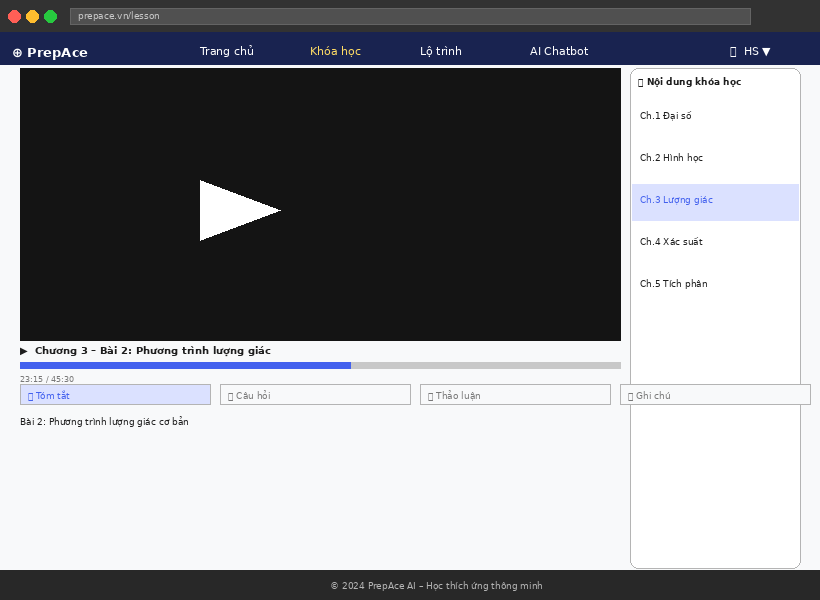 prepace.vn/lesson
⊕ PrepAce
Trang chủ
Khóa học
Lộ trình
AI Chatbot
HS ▼
Nội dung khóa học
Ch.1 Đại số
Ch.2 Hình học
Ch.3 Lượng giác
Ch.4 Xác suất
Ch.5 Tích phân
▶ Chương 3 – Bài 2: Phương trình lượng giác
23:15 / 45:30
Tóm tắt
Câu hỏi
Thảo luận
Ghi chú
Bài 2: Phương trình lượng giác cơ bản
© 2024 PrepAce AI – Học thích ứng thông minh